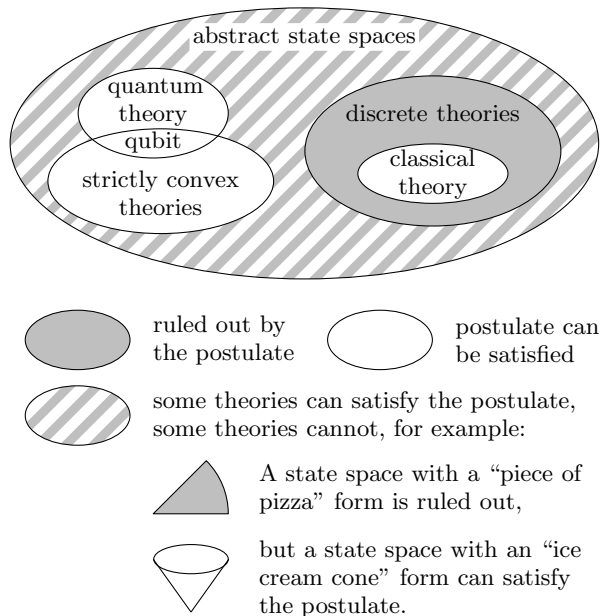 abstract state spaces
quantum
theory
qubit
strictly convex
theories
discrete theories
classical
theory
ruled out by
the postulate
postulate can
be satisfied
some theories can satisfy the postulate,
some theories cannot, for example:
A state space with a “piece of
pizza” form is ruled out,
but a state space with an “ice
cream cone” form can satisfy
the postulate.